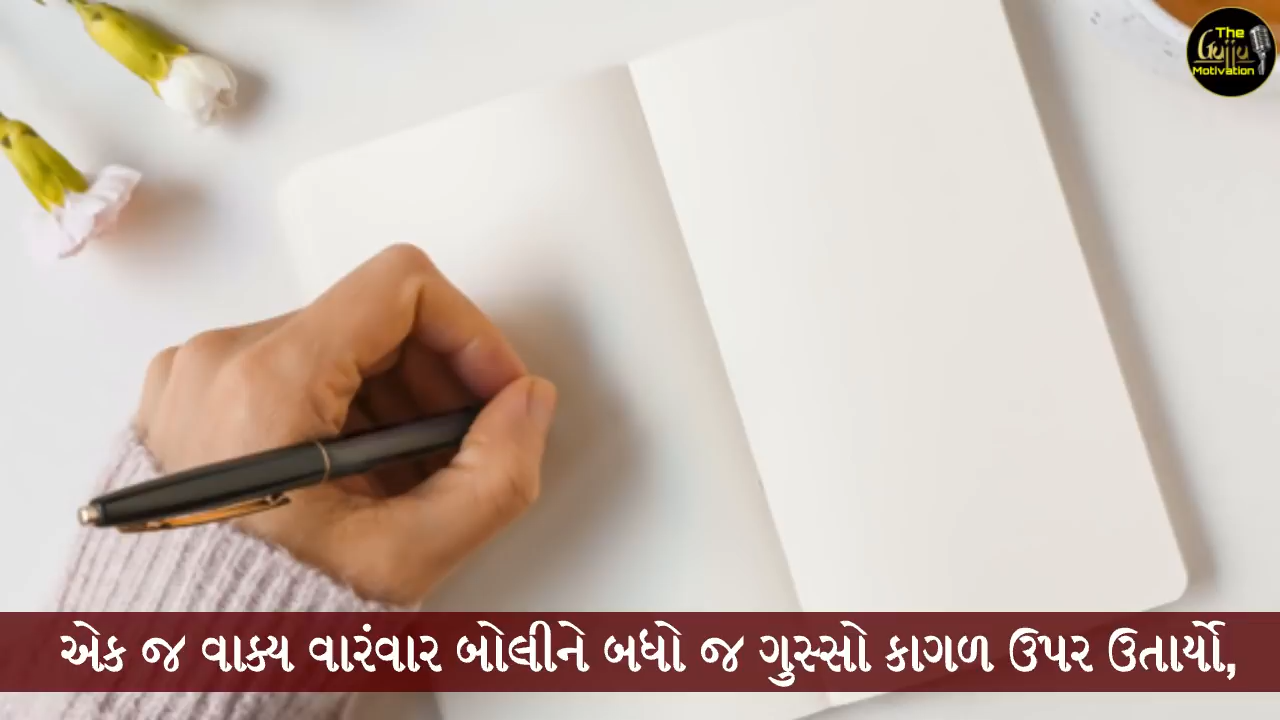 The
Gujju
Motivation
એક જ વાક્ય વારંવાર બોલીને બધો જ ગુસ્સો કાગળ ઉપર ઉતાર્યો,